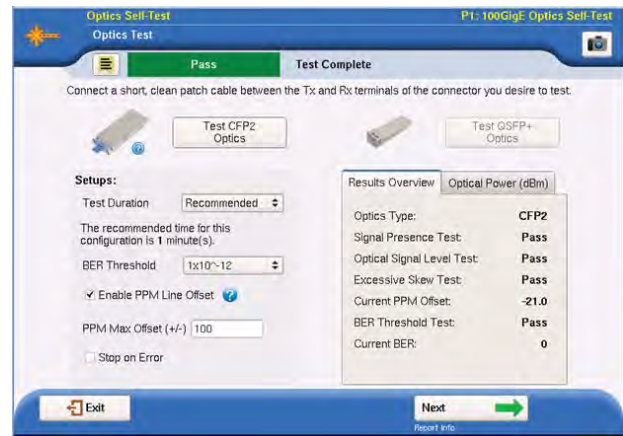 Optics Self-Test
P1: 100GigE Optics Self-Test
Optics Test
Pass
Test Complete
Connect a short, clean patch cable between the Tx and Rx terminals of the connector you desire to test.
Test CFP2
Optics
Test QSFP+
Optics
Setups:
Test Duration Recommended
The recommended time for this
configuration is 1 minute(s).
BER Threshold 1x10^-12
Enable PPM Line Offset
PPM Max Offset (+/-) 100
Stop on Error
Results Overview Optical Power (dBm)
Optics Type: CFP2
Signal Presence Test: Pass
Optical Signal Level Test: Pass
Excessive Skew Test: Pass
Current PPM Offset: -21.0
BER Threshold Test: Pass
Current BER: 0
Exit
Next
Report Info